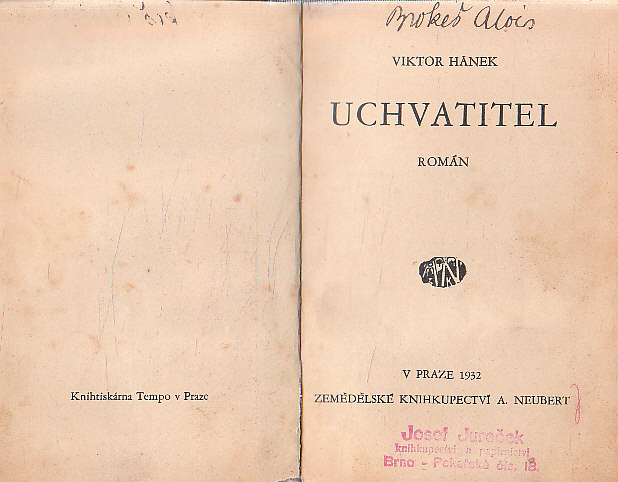 Knihtiskárna Tempo v Praze
Brokeš Alois
VIKTOR HÁNEK
UCHVATITEL
ROMÁN
V PRAZE 1932
ZEMĚDĚLSKÉ KNIHKUPECTVÍ A. NEUBERT
Josef Jureček
knihkupectví a papírnictví
Brno - Pekařská čís. 18.